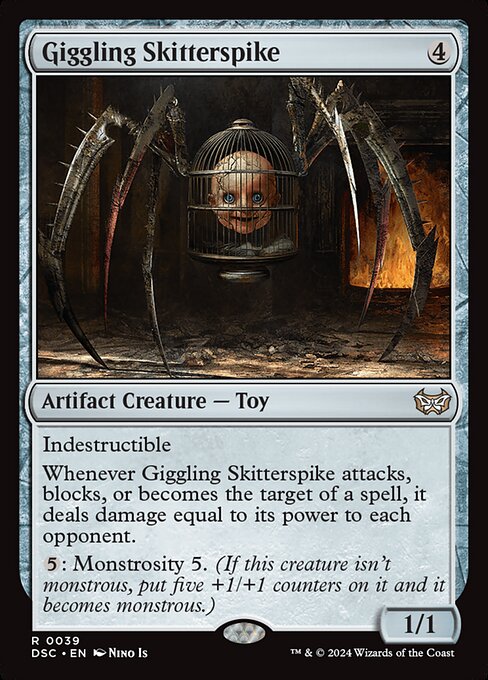 Giggling Skitterspike 4
Artifact Creature — Toy
Indestructible
Whenever Giggling Skitterspike attacks,
blocks, or becomes the target of a spell, it
deals damage equal to its power to each
opponent.
5: Monstrosity 5. (If this creature isn't
monstrous, put five +1/+1 counters on it and it
becomes monstrous.)
1/1
R 0039
DSC • EN Nino Is
™ & © 2024 Wizards of the Coast